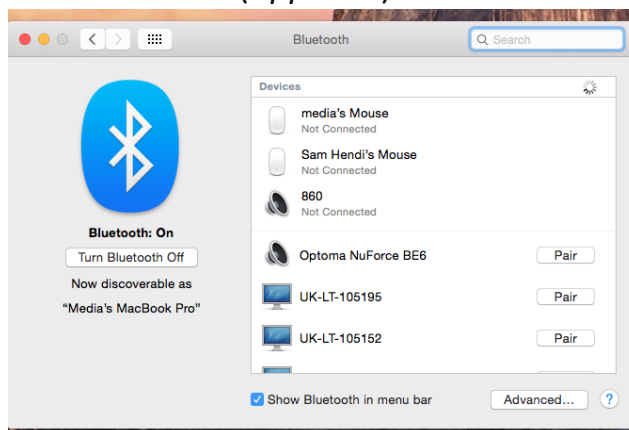 Bluetooth
Search
Devices
media's Mouse
Not Connected
Sam Hendi's Mouse
Not Connected
860
Not Connected
Optoma NuForce BE6
Pair
UK-LT-105195
Pair
UK-LT-105152
Pair
Bluetooth: On
Turn Bluetooth Off
Now discoverable as
“Media's MacBook Pro”
Show Bluetooth in menu bar
Advanced...
?